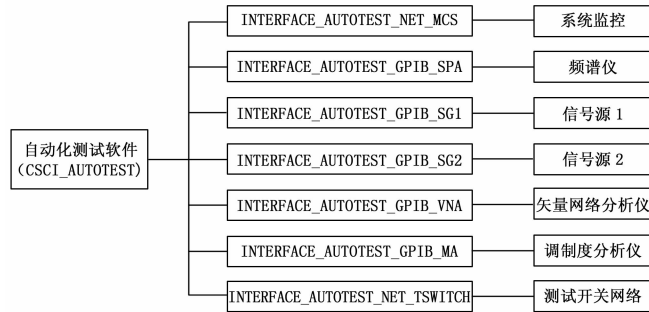 INTERFACE_AUTOTEST_NET_MCS
系统监控
INTERFACE_AUTOTEST_GPIB_SPA
频谱仪
INTERFACE_AUTOTEST_GPIB_SG1
信号源 1
自动化测试软件
(CSCI_AUTOTEST)
INTERFACE_AUTOTEST_GPIB_SG2
信号源 2
INTERFACE_AUTOTEST_GPIB_VNA
矢量网络分析仪
INTERFACE_AUTOTEST_GPIB_MA
调制度分析仪
INTERFACE_AUTOTEST_NET_TSWITCH
测试开关网络